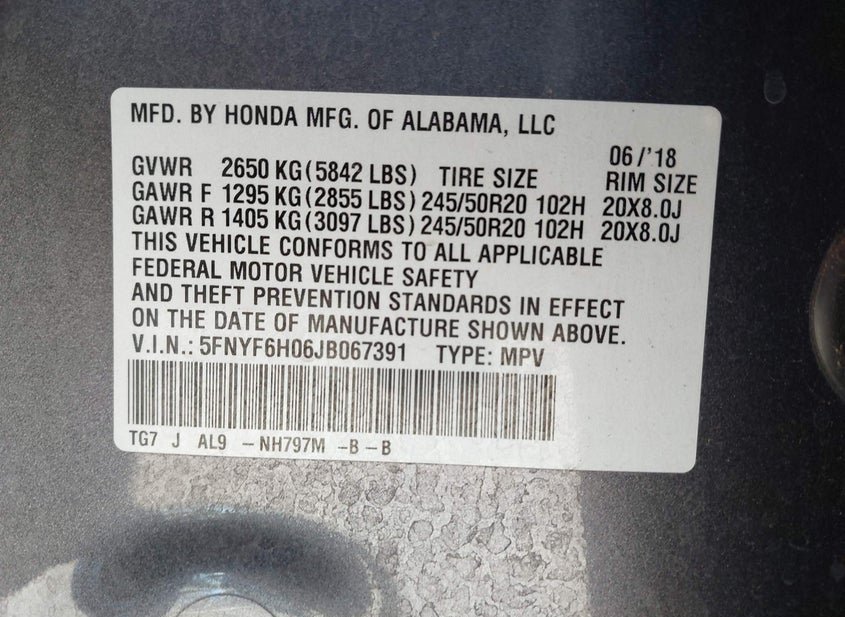 MFD. BY HONDA MFG. OF ALABAMA, LLC
06/'18
GVWR 2650 KG(5842 LBS) TIRE SIZE RIM SIZE
GAWR F 1295 KG(2855 LBS) 245/50R20 102H 20X8.0J
GAWR R 1405 KG(3097 LBS) 245/50R20 102H 20X8.0J
THIS VEHICLE CONFORMS TO ALL APPLICABLE
FEDERAL MOTOR VEHICLE SAFETY
AND THEFT PREVENTION STANDARDS IN EFFECT
ON THE DATE OF MANUFACTURE SHOWN ABOVE.
V.I.N.: 5FNYF6H06JB067391 TYPE: MPV
TG7 J AL9 -NH797M -B-B